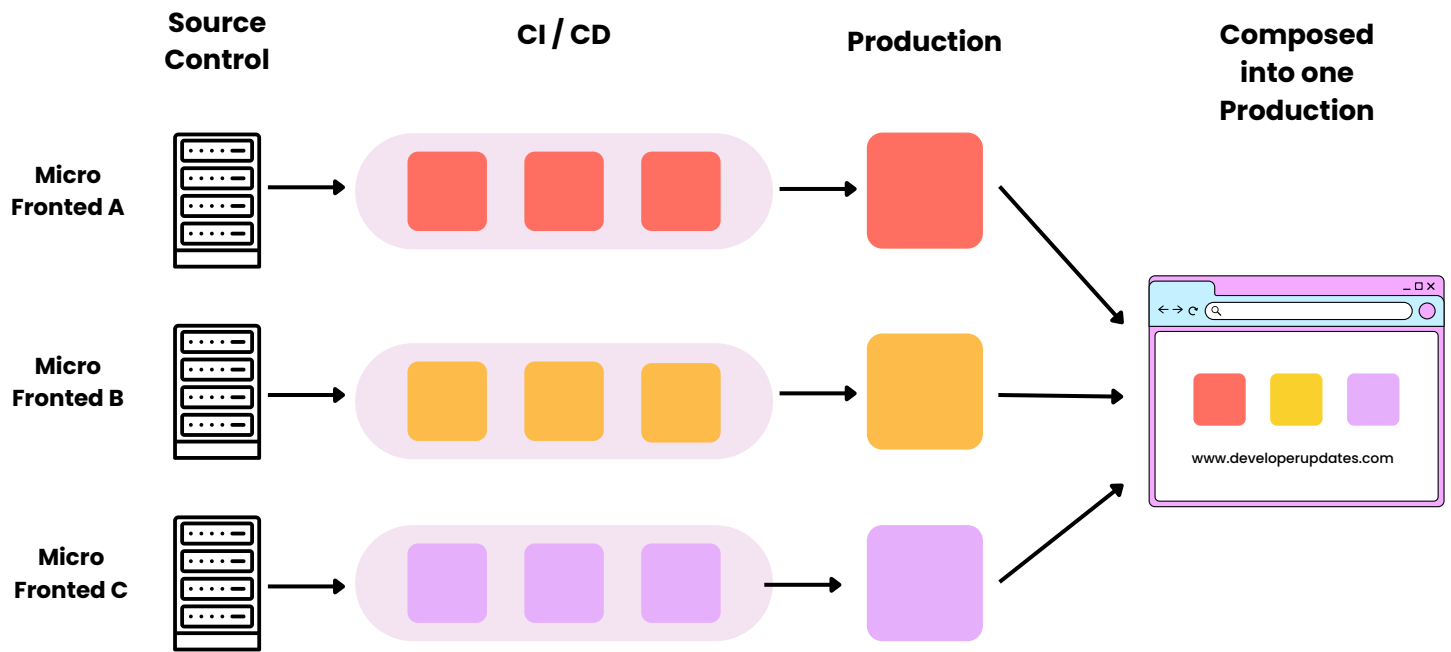 Source
Control
CI / CD
Production
Composed
into one
Production
Micro
Fronted A
Micro
Fronted B
Micro
Fronted C
www.developerupdates.com